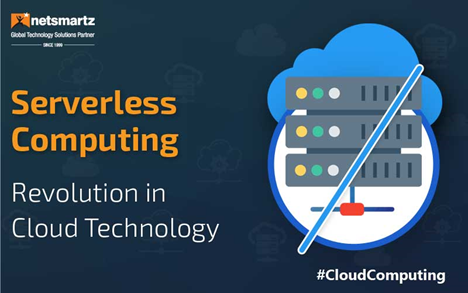 netsmartz
Global Technology Solutions Partner
SINCE 1999
Serverless
Computing
Revolution in
Cloud Technology
#CloudComputing